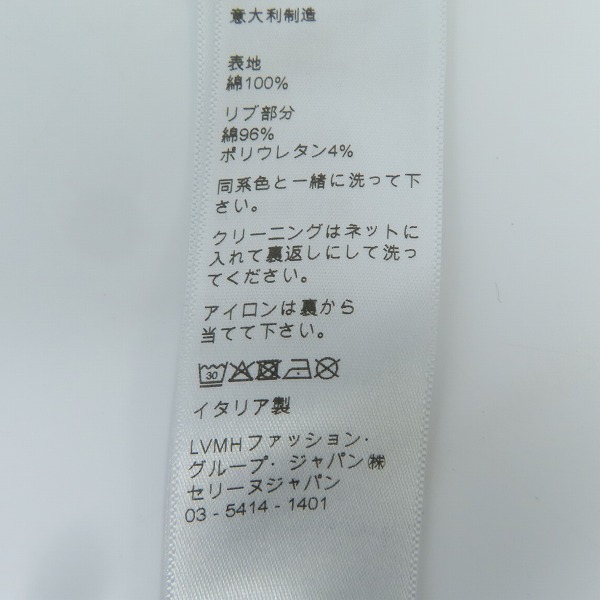 意大利制造
表地
綿100%
リブ部分
綿96%
ポリウレタン4%
同系色と一緒に洗って下
さい。
クリーニングはネットに
入れて裏返しにして洗っ
てください。
アイロンは裏から
当てて下さい。
30
イタリア製
LVMHファッション・
グループ・ジャパン㈱
セリーヌジャパン
03-5414-1401